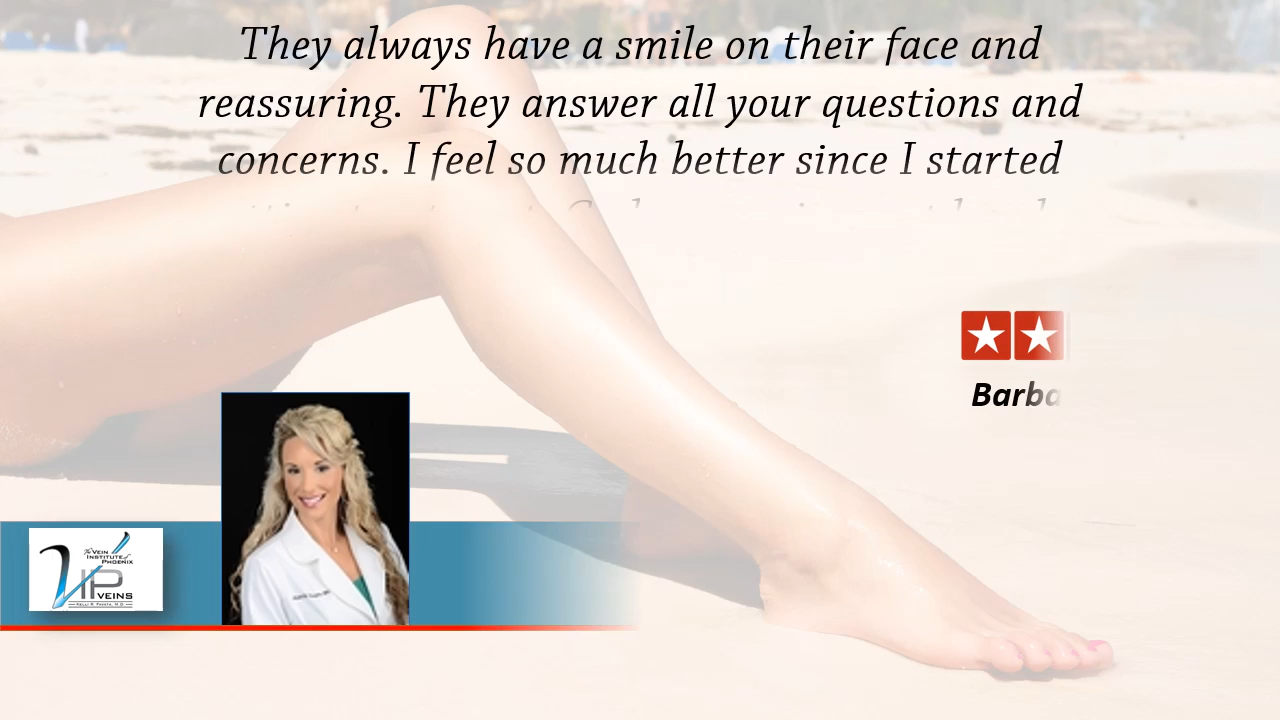 They always have a smile on their face and
reassuring. They answer all your questions and
concerns. I feel so much better since I started
Barba
The VEIN
INSTITUTE of
PHOENIX
VIP
VEINS